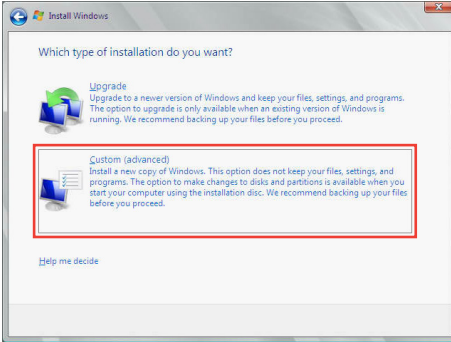 Install Windows
Which type of installation do you want?
Upgrade
Upgrade to a newer version of Windows and keep your files, settings, and programs.
The option to upgrade is only available when an existing version of Windows is
running. We recommend backing up your files before you proceed.
Custom (advanced)
Install a new copy of Windows. This option does not keep your files, settings, and
programs. The option to make changes to disks and partitions is available when you
start your computer using the installation disc. We recommend backing up your files
before you proceed.
Help me decide